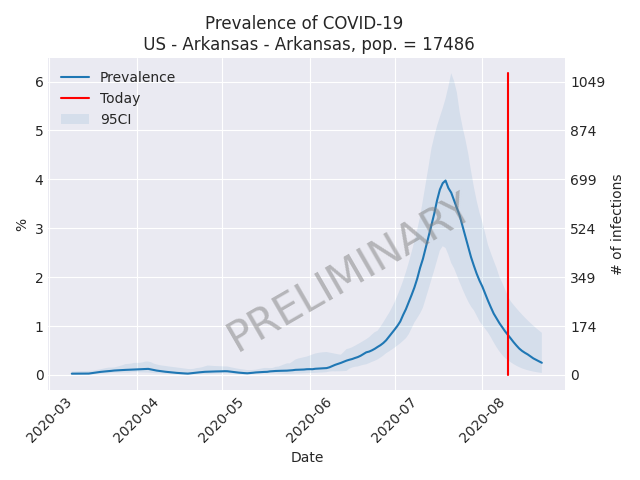 Prevalence of COVID-19
US - Arkansas - Arkansas, pop. = 17486
Prevalence
Today
95CI
6
5
4
3
2
1
0
%
1049
874
699
524
349
174
0
# of infections
PRELIMINARY
2020-03
2020-04
2020-05
2020-06
2020-07
2020-08
Date